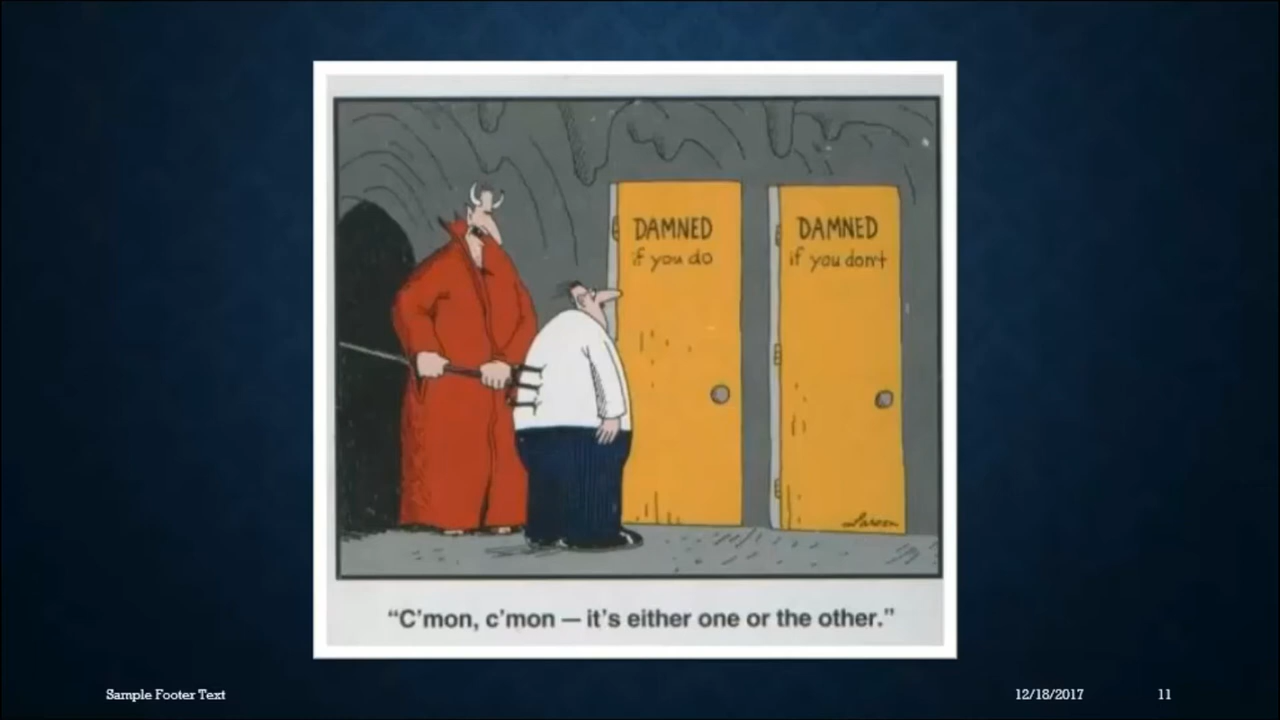 DAMNED
if you do
DAMNED
if you don't
Larson
“C’mon, c’mon — it’s either one or the other.”
Sample Footer Text
12/18/2017
11